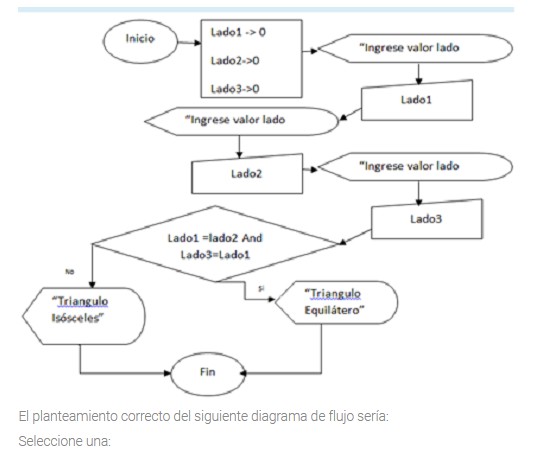 Inicio
Lado1 -> 0
Lado2->0
Lado3->0
"Ingrese valor lado
Lado1
"Ingrese valor lado
Lado2
"Ingrese valor lado
Lado3
Lado1 =lado2 And
Lado3=Lado1
No
Si
"Triangulo
Isósceles"
"Triangulo
Equilátero"
Fin
El planteamiento correcto del siguiente diagrama de flujo sería:
Seleccione una: